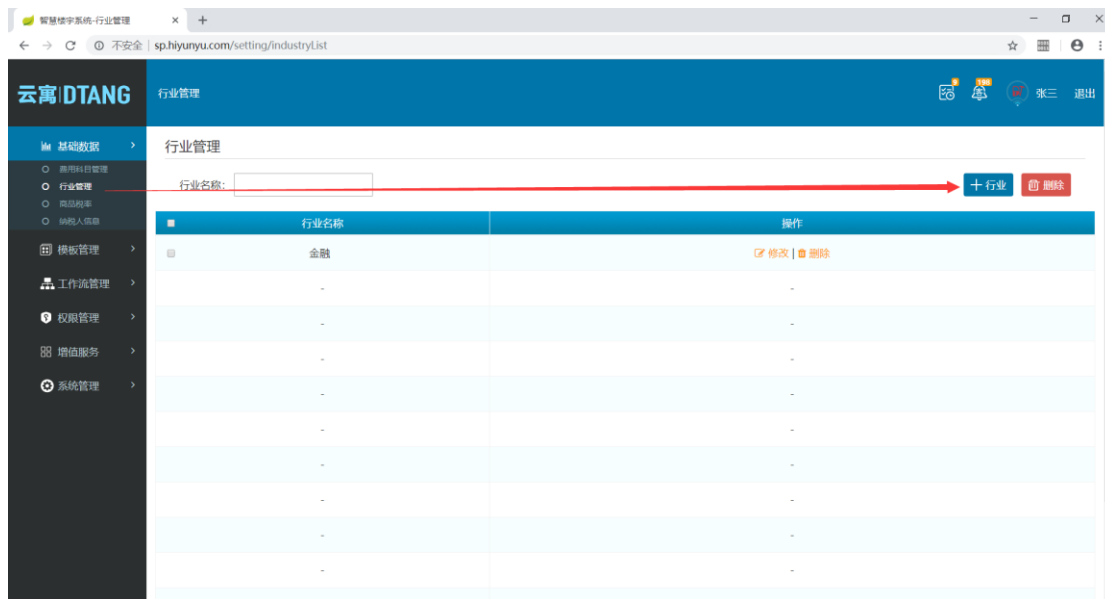 智慧楼宇系统-行业管理
不安全 sp.hiyunyu.com/setting/industryList
云寓 DTANG
行业管理
9
190
张三 退出
基础数据
费用科目管理
行业管理
商品税率
纳税人信息
模板管理
工作流管理
权限管理
增值服务
系统管理
行业管理
行业名称:
行业
删除
行业名称 操作
金融 修改 | 删除
- -
- -
- -
- -
- -
- -
- -
- -
- -